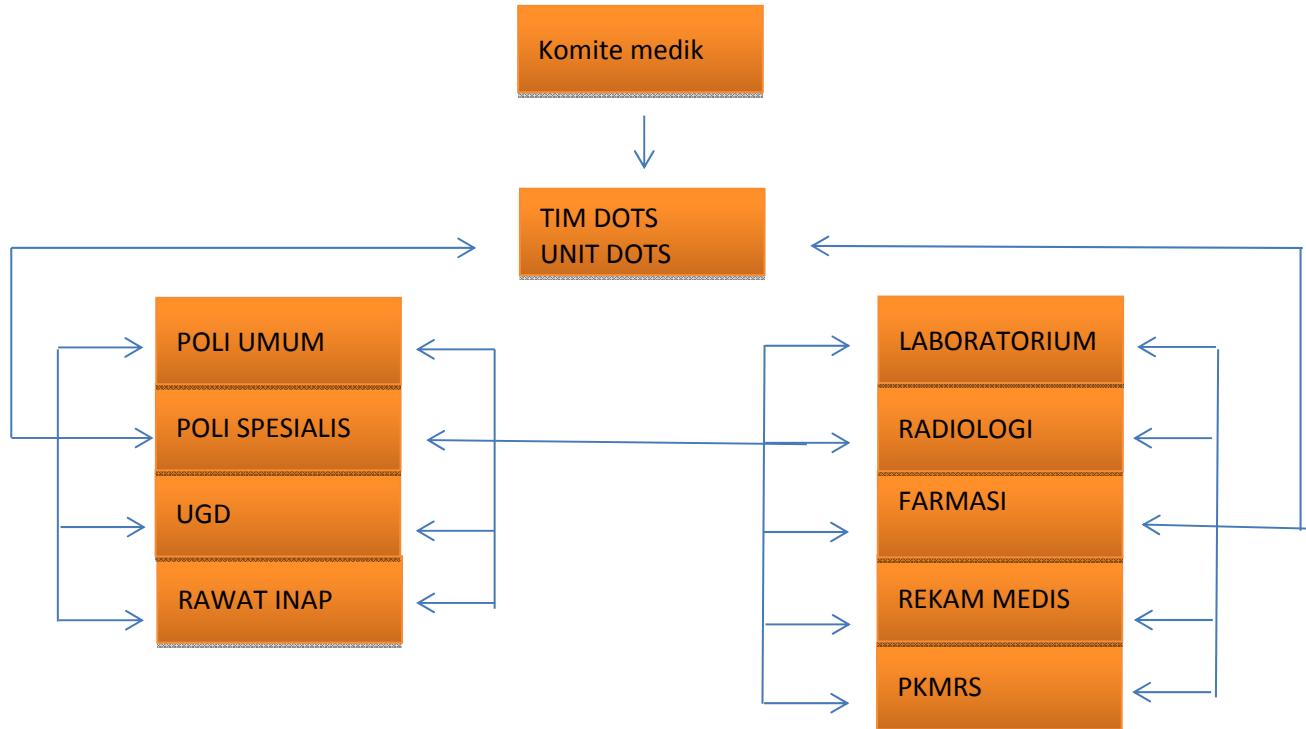 Komite medik
TIM DOTS
UNIT DOTS
POLI UMUM
POLI SPESIALIS
UGD
RAWAT INAP
LABORATORIUM
RADIOLOGI
FARMASI
REKAM MEDIS
PKMRS